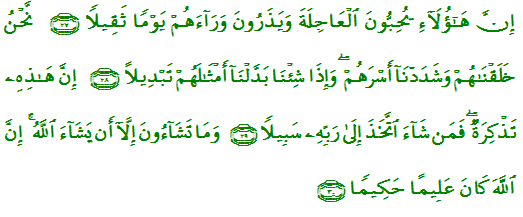 إِنَّ هَـٰٓؤُلَآءِ يُحِبُّونَ ٱلْعَاجِلَةَ وَيَذَرُونَ وَرَآءَهُمْ يَوْمًا ثَقِيلًا ٢٧ نَّحْنُ
خَلَقْنَـٰهُمْ وَشَدَدْنَآ أَسْرَهُمْ ۖ وَإِذَا شِئْنَا بَدَّلْنَآ أَمْثَـٰلَهُمْ تَبْدِيلًا ٢٨ إِنَّ هَـٰذِهِۦ
تَذْكِرَةٌ ۖ فَمَن شَآءَ ٱتَّخَذَ إِلَىٰ رَبِّهِۦ سَبِيلًا ٢٩ وَمَا تَشَآءُونَ إِلَّآ أَن يَشَآءَ ٱللَّهُ ۚ إِنَّ
ٱللَّهَ كَانَ عَلِيمًا حَكِيمًا ٣٠